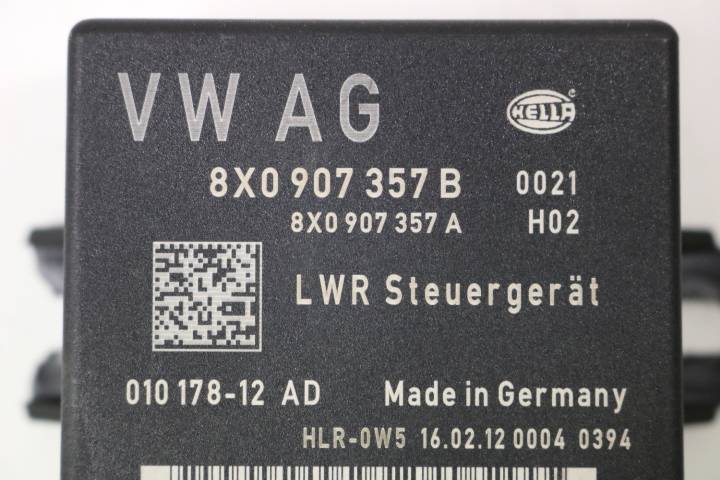 VW AG HELLA
8X0 907 357 B 0021
8X0 907 357 A H02
LWR Steuergerät
010 178-12 AD Made in Germany
HLR-0W5 16.02.12 0004 0394